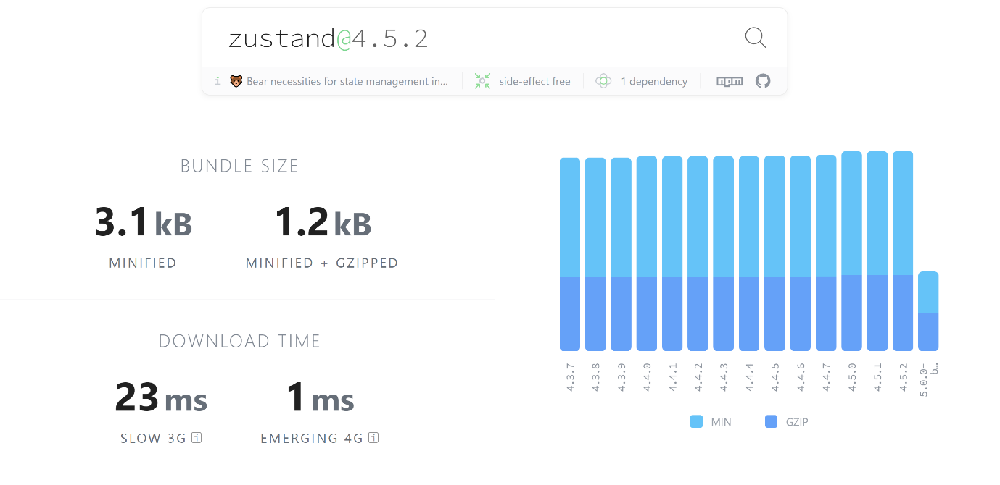 zustand@4.5.2
i Bear necessities for state management in... side-effect free 1 dependency npm
BUNDLE SIZE
3.1 kB 1.2 kB
MINIFIED MINIFIED + GZIPPED
DOWNLOAD TIME
23 ms 1 ms
SLOW 3G i EMERGING 4G i
4.3.7 4.3.8 4.3.9 4.4.0 4.4.1 4.4.2 4.4.3 4.4.4 4.4.5 4.4.6 4.4.7 4.5.0 4.5.1 4.5.2 5.0.0-b…
MIN GZIP